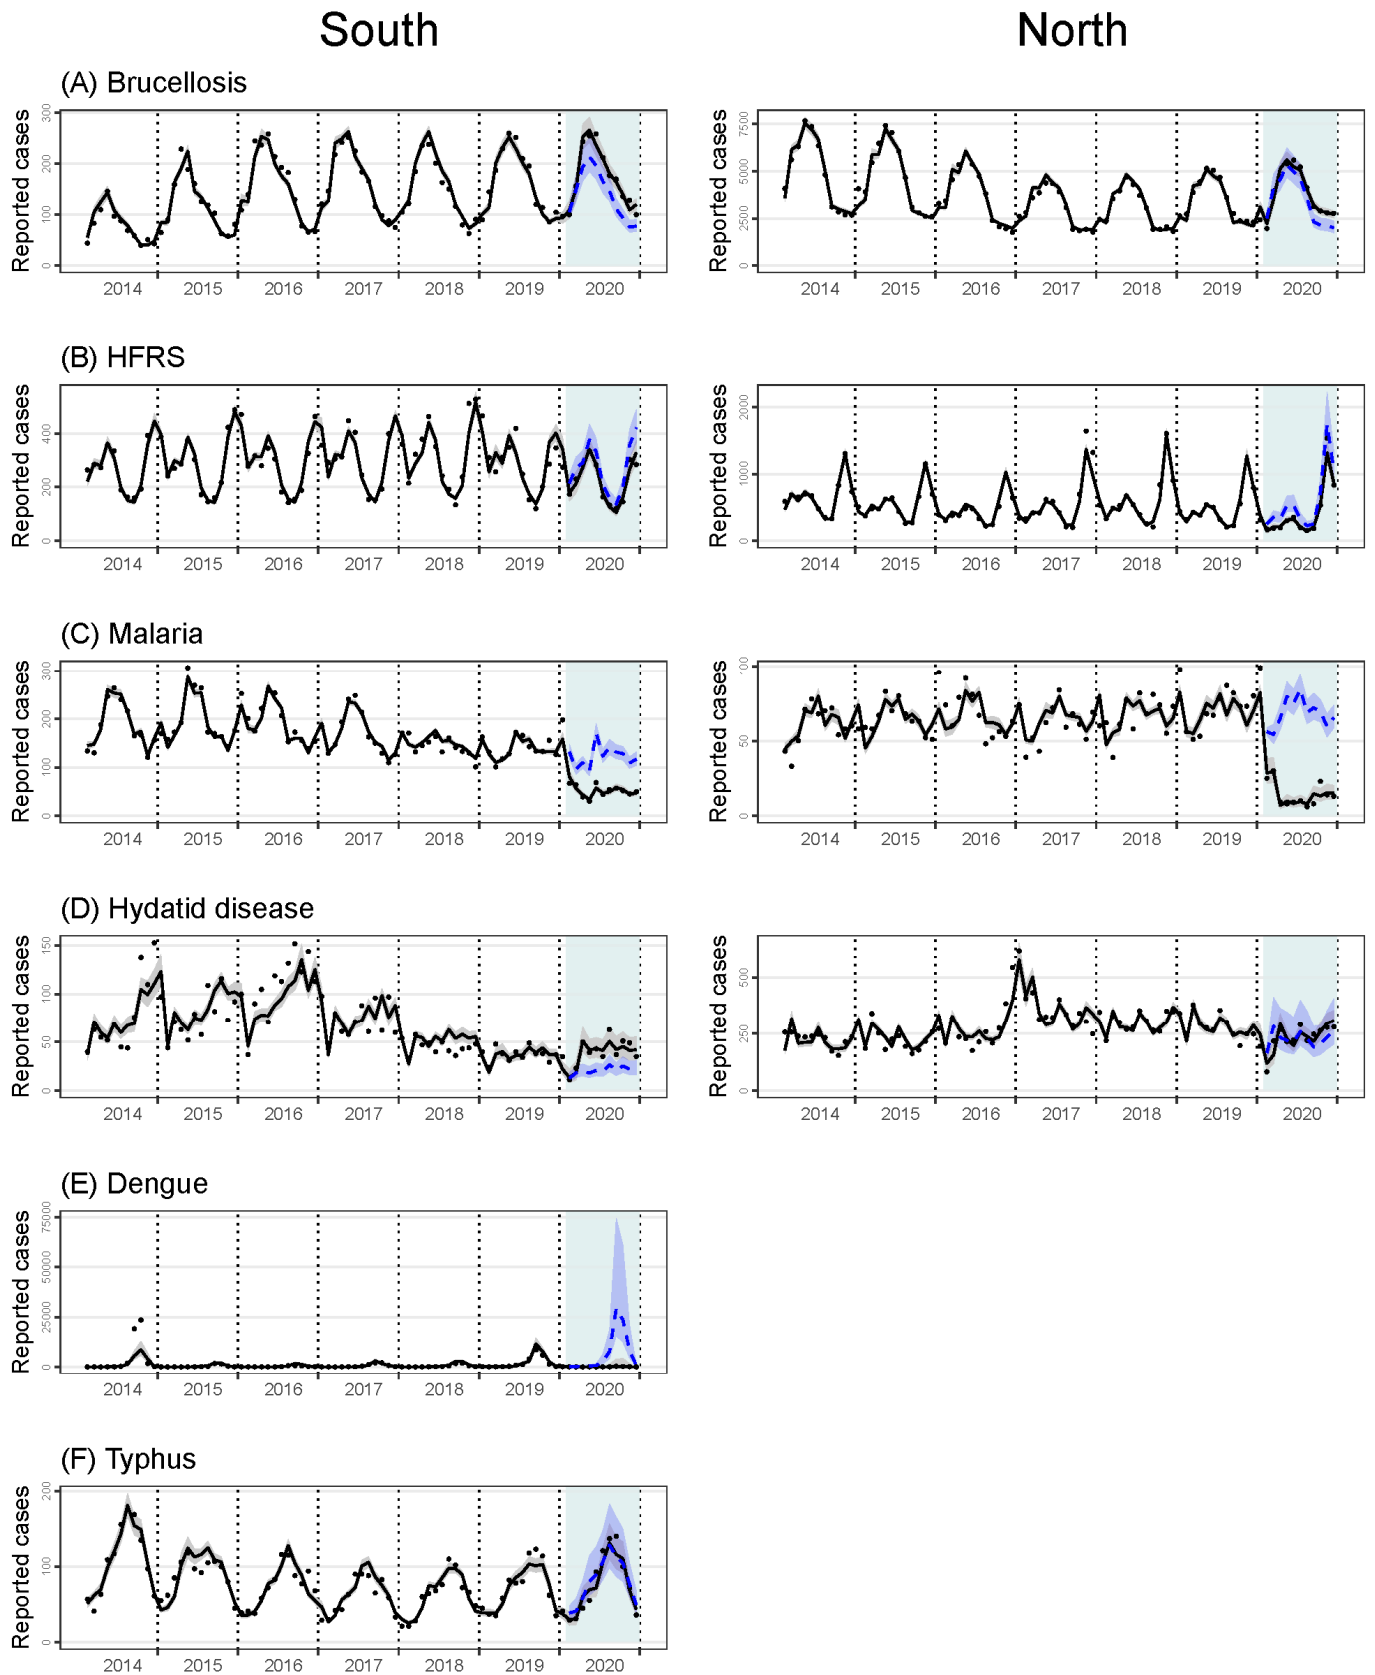 South North
(A) Brucellosis
Reported cases 0 100 200 300
2014 2015 2016 2017 2018 2019 2020
Reported cases 0 2500 5000 7500
2014 2015 2016 2017 2018 2019 2020
(B) HFRS
Reported cases 0 200 400
2014 2015 2016 2017 2018 2019 2020
Reported cases 0 1000 2000
2014 2015 2016 2017 2018 2019 2020
(C) Malaria
Reported cases 0 100 200 300
2014 2015 2016 2017 2018 2019 2020
Reported cases 0 50 100
2014 2015 2016 2017 2018 2019 2020
(D) Hydatid disease
Reported cases 0 50 100 150
2014 2015 2016 2017 2018 2019 2020
Reported cases 0 250 500
2014 2015 2016 2017 2018 2019 2020
(E) Dengue
Reported cases 0 25000 50000 75000
2014 2015 2016 2017 2018 2019 2020
(F) Typhus
Reported cases 0 100 200
2014 2015 2016 2017 2018 2019 2020